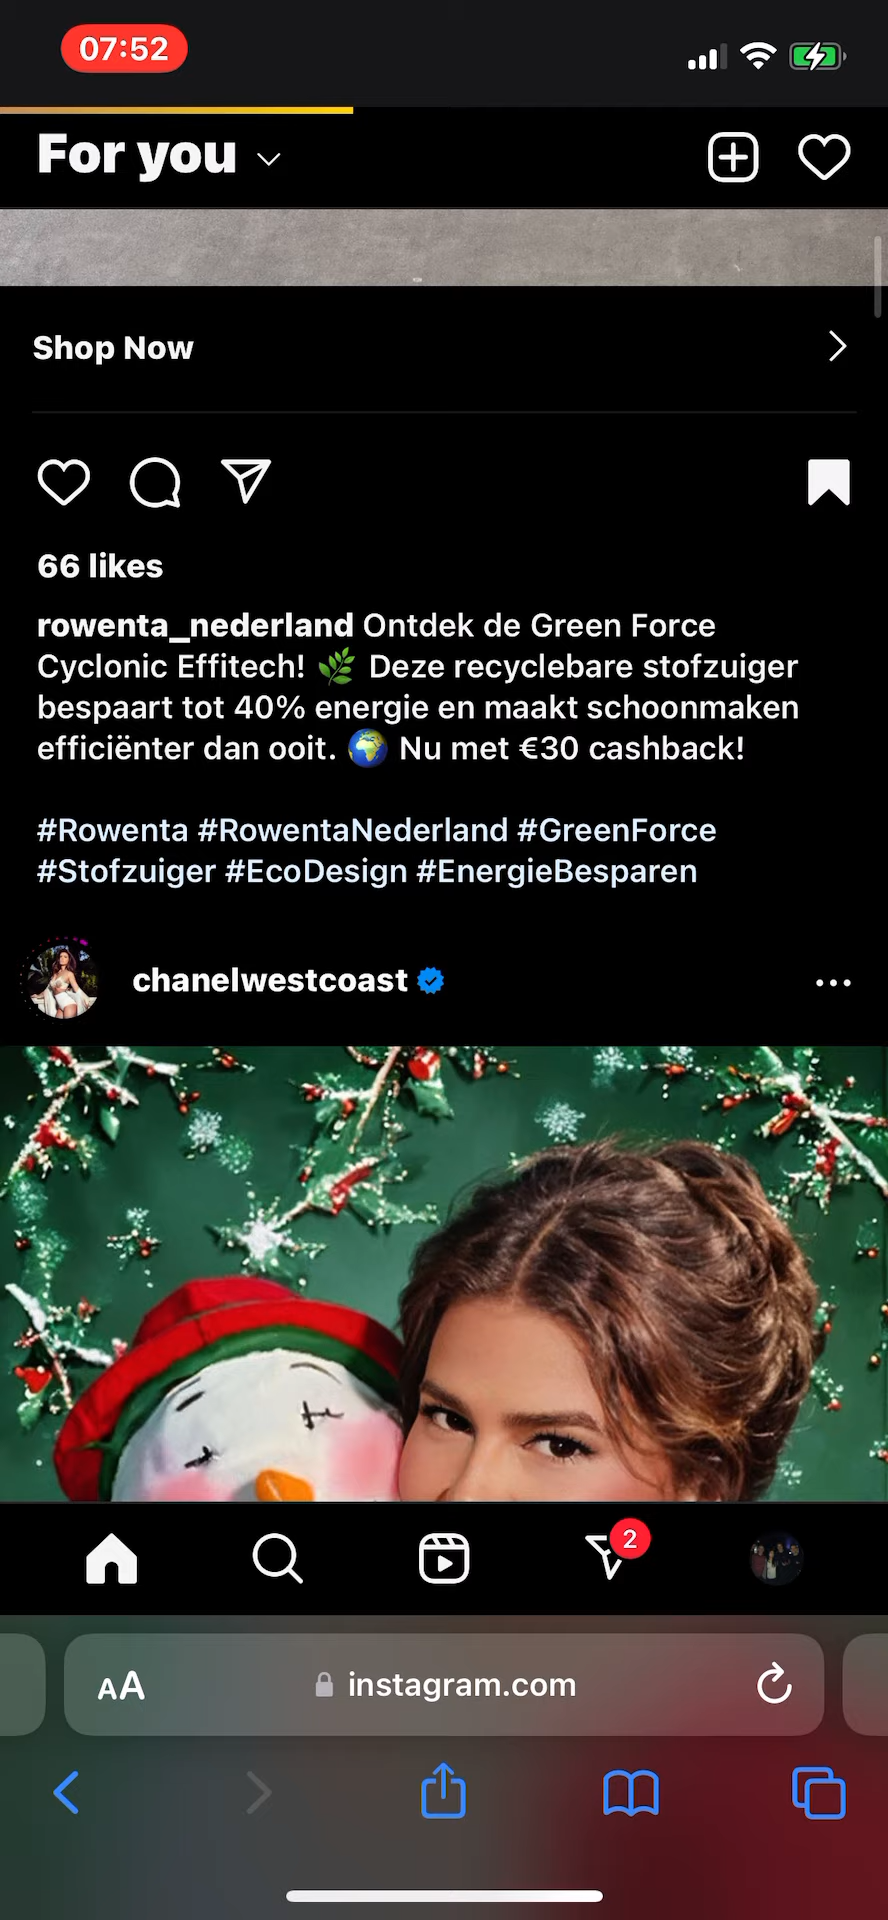 07:52
For you
Shop Now
66 likes
rowenta_nederland Ontdek de Green Force
Cyclonic Effitech! 🌿 Deze recyclebare stofzuiger
bespaart tot 40% energie en maakt schoonmaken
efficiënter dan ooit. 🌍 Nu met €30 cashback!
#Rowenta #RowentaNederland #GreenForce
#Stofzuiger #EcoDesign #EnergieBesparen
chanelwestcoast
2
AA instagram.com